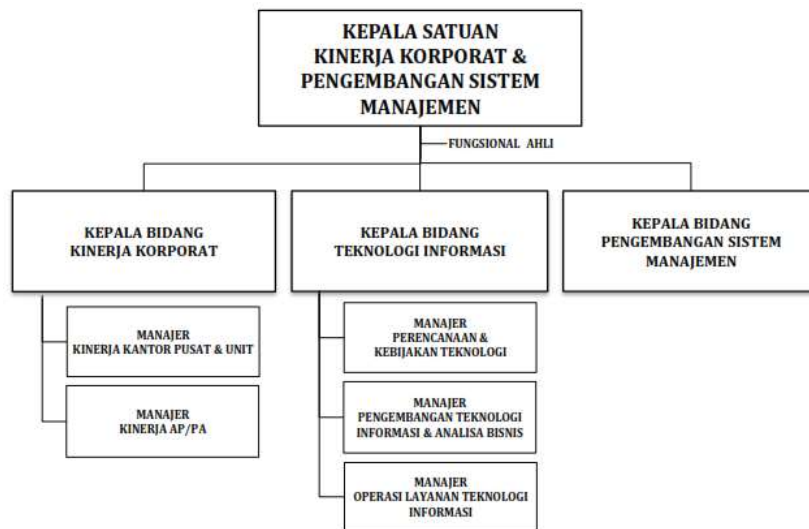 KEPALA SATUAN
KINERJA KORPORAT &
PENGEMBANGAN SISTEM
MANAJEMEN
FUNGSIONAL AHLI
KEPALA BIDANG
KINERJA KORPORAT
KEPALA BIDANG
TEKNOLOGI INFORMASI
KEPALA BIDANG
PENGEMBANGAN SISTEM
MANAJEMEN
MANAJER
KINERJA KANTOR PUSAT & UNIT
MANAJER
KINERJA AP/PA
MANAJER
PERENCANAAN &
KEBIJAKAN TEKNOLOGI
MANAJER
PENGEMBANGAN TEKNOLOGI
INFORMASI & ANALISA BISNIS
MANAJER
OPERASI LAYANAN TEKNOLOGI
INFORMASI